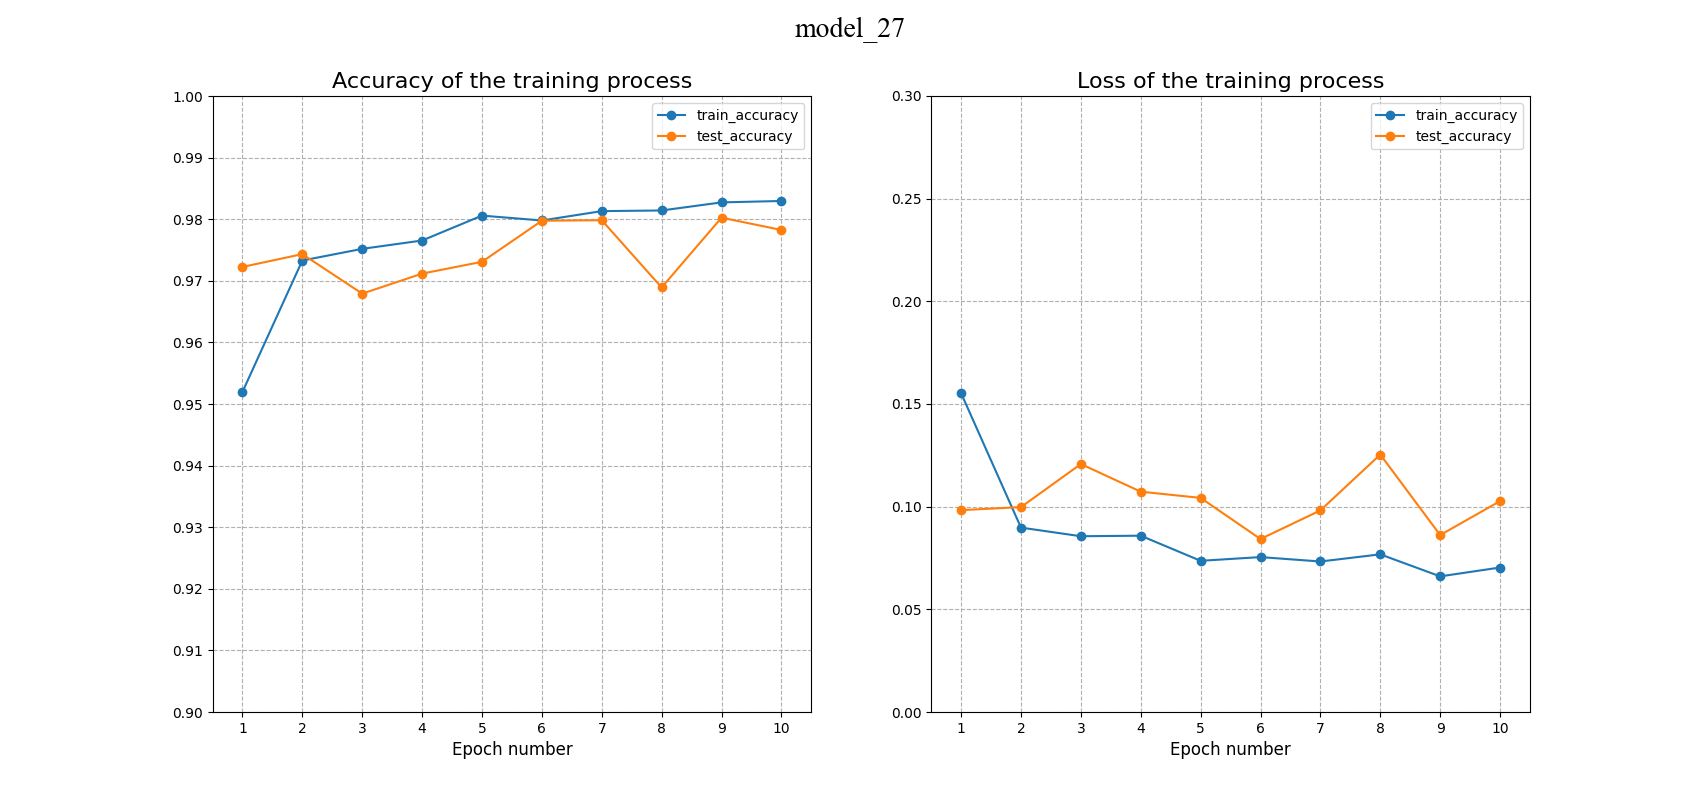 model_27
Accuracy of the training process
1.00
0.99
0.98
0.97
0.96
0.95
0.94
0.93
0.92
0.91
0.90
train_accuracy
test_accuracy
1 2 3 4 5 6 7 8 9 10
Epoch number
Loss of the training process
0.30
0.25
0.20
0.15
0.10
0.05
0.00
train_accuracy
test_accuracy
1 2 3 4 5 6 7 8 9 10
Epoch number